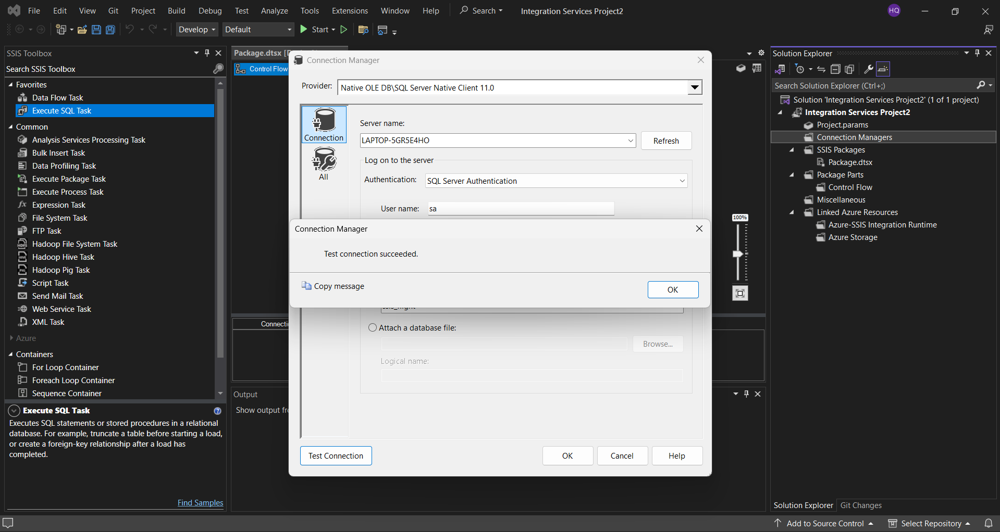 File Edit View Git Project Build Debug Test Analyze Tools Extensions Window Help Search Integration Services Project2 HQ
Develop Default Start
SSIS Toolbox
Search SSIS Toolbox
Favorites
Data Flow Task
Execute SQL Task
Common
Analysis Services Processing Task
Bulk Insert Task
Data Profiling Task
Execute Package Task
Execute Process Task
Expression Task
File System Task
FTP Task
Hadoop File System Task
Hadoop Hive Task
Hadoop Pig Task
Script Task
Send Mail Task
Web Service Task
XML Task
Azure
Containers
For Loop Container
Foreach Loop Container
Sequence Container
Execute SQL Task
Executes SQL statements or stored procedures in a relational
database. For example, truncate a table before starting a load,
or create a foreign-key relationship after a load has
completed.
Find Samples
Package.dtsx
Control Flow
100%
Output
Connection Manager
Provider: Native OLE DB\SQL Server Native Client 11.0
Connection
All
Server name:
LAPTOP-5GR5E4HO Refresh
Log on to the server
Authentication: SQL Server Authentication
User name: sa
Connection Manager
Test connection succeeded.
Copy message OK
Attach a database file:
Browse...
Logical name:
Test Connection OK Cancel Help
Show output
Solution Explorer
Search Solution Explorer (Ctrl+;)
Solution 'Integration Services Project2' (1 of 1 project)
Integration Services Project2
Project.params
Connection Managers
SSIS Packages
Package.dtsx
Package Parts
Control Flow
Miscellaneous
Linked Azure Resources
Azure-SSIS Integration Runtime
Azure Storage
Solution Explorer Git Changes
Add to Source Control Select Repository